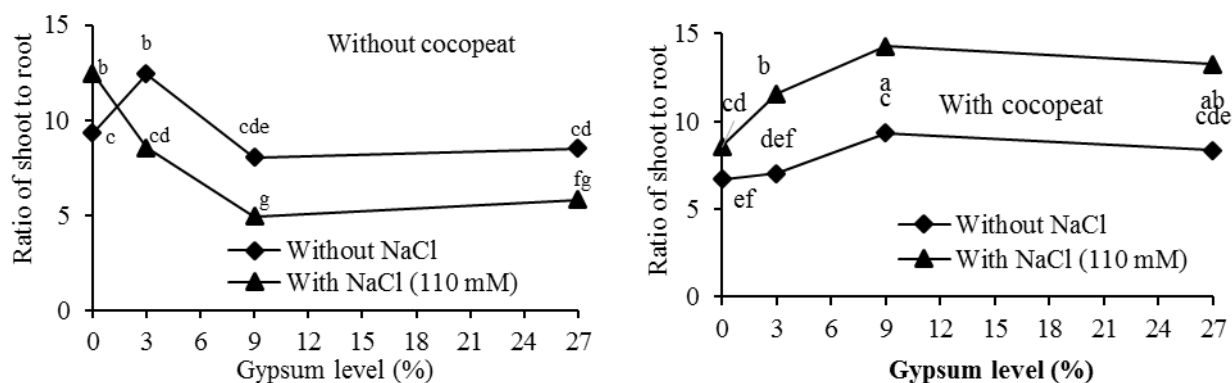 Ratio of shoot to root
15
10
5
0
b
b
Without cocopeat
c
cd
cde
cd
g
fg
Without NaCl
With NaCl (110 mM)
0 3 6 9 12 15 18 21 24 27
Gypsum level (%)
Ratio of shoot to root
15
10
5
0
b
cd
a
c
With cocopeat
ab
cde
def
ef
Without NaCl
With NaCl (110 mM)
0 3 6 9 12 15 18 21 24 27
Gypsum level (%)